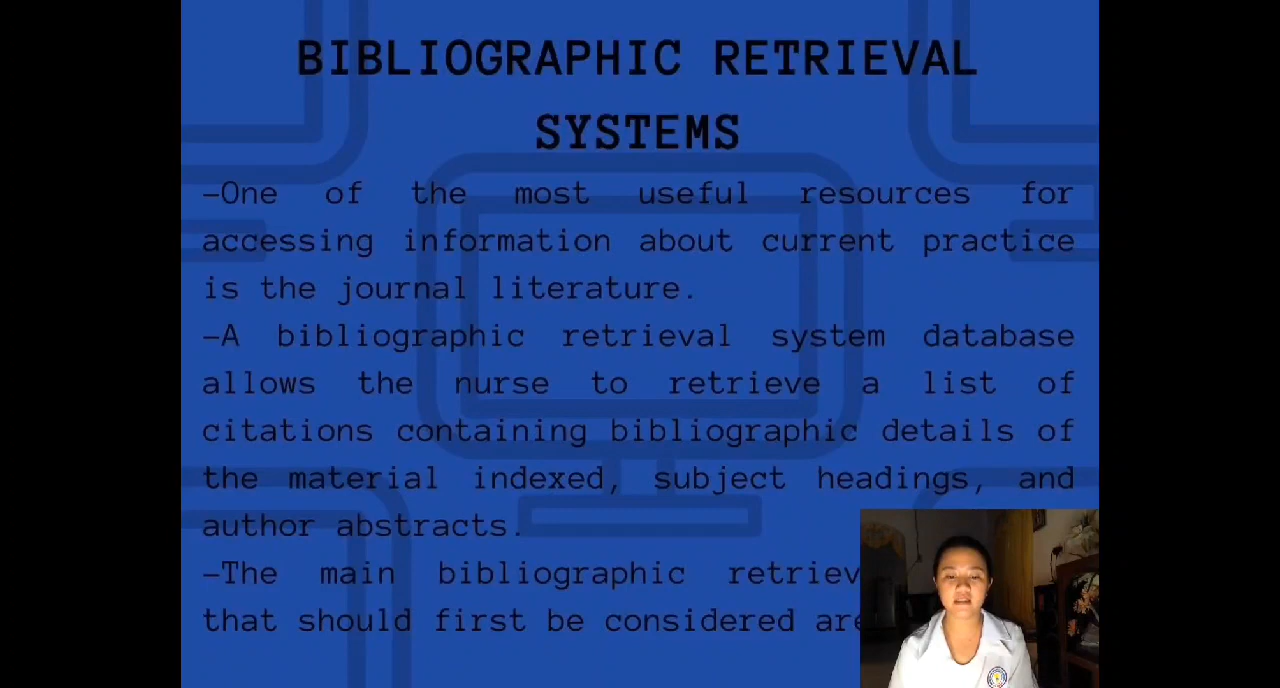 BIBLIOGRAPHIC RETRIEVAL
SYSTEMS
-One of the most useful resources for
accessing information about current practice
is the journal literature.
-A bibliographic retrieval system database
allows the nurse to retrieve a list of
citations containing bibliographic details of
the material indexed, subject headings, and
author abstracts.
-The main bibliographic
that should first be considered are